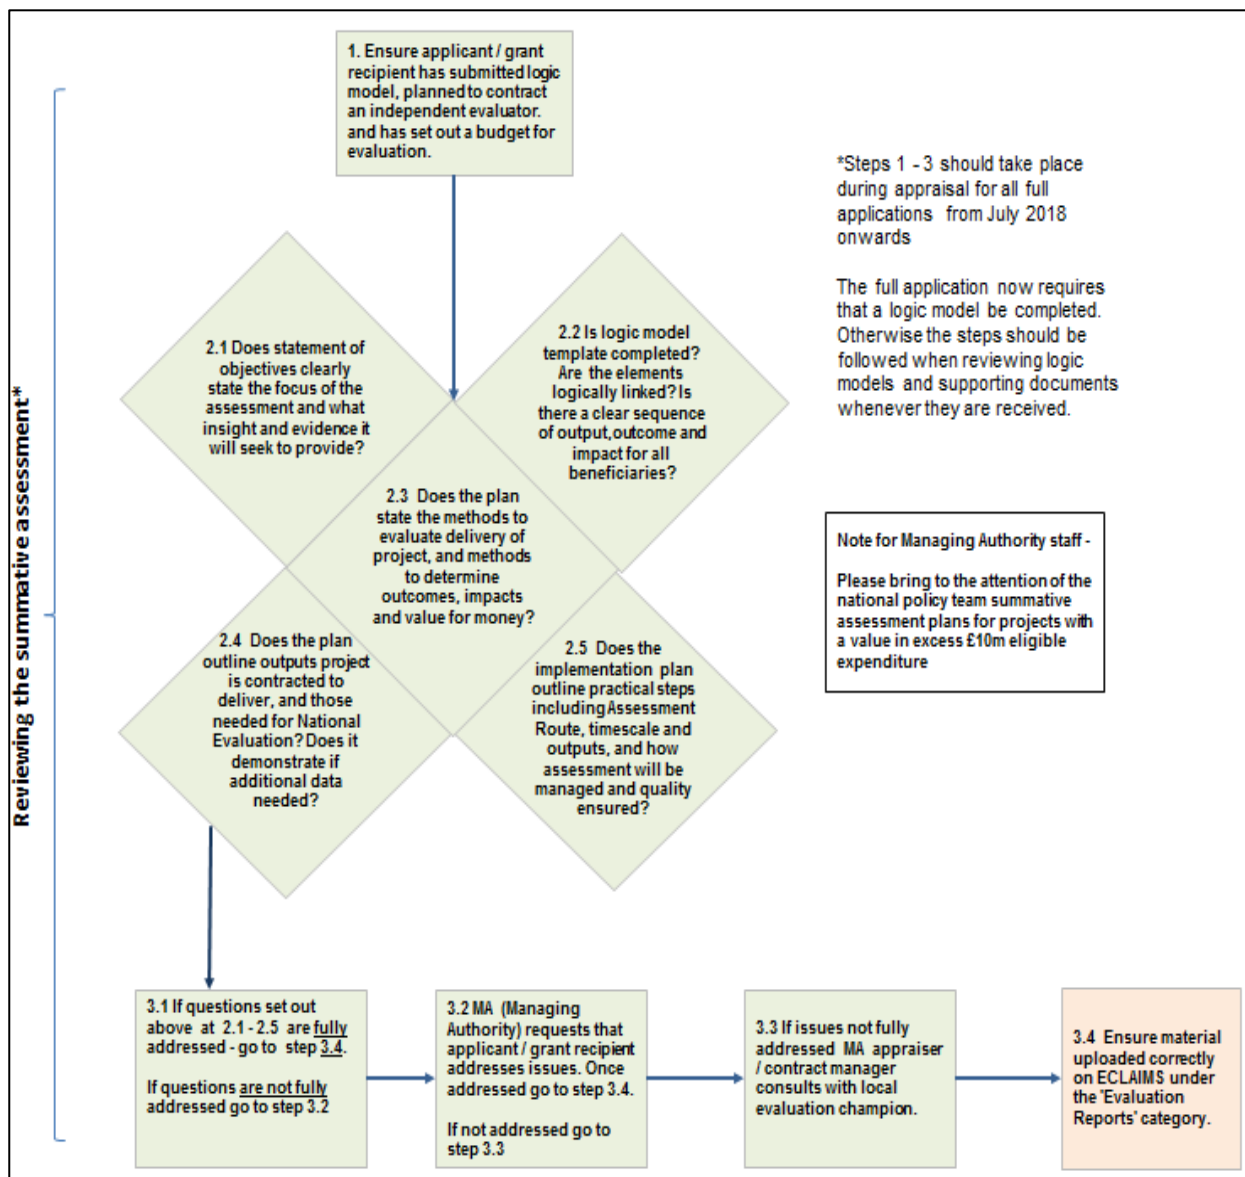 Reviewing the summative assessment*
1. Ensure applicant / grant
recipient has submitted logic
model, planned to contract
an independent evaluator.
and has set out a budget for
evaluation.
*Steps 1 - 3 should take place
during appraisal for all full
applications from July 2018
onwards
The full application now requires
that a logic model be completed.
Otherwise the steps should be
followed when reviewing logic
models and supporting documents
whenever they are received.
2.1 Does statement of
objectives clearly
state the focus of the
assessment and what
insight and evidence it
will seek to provide?
2.2 Is logic model
template completed?
Are the elements
logically linked? Is
there a clear sequence
of output,outcome and
impact for all
beneficiaries?
2.3 Does the plan
state the methods to
evaluate delivery of
project, and methods
to determine
outcomes, impacts
and value for money?
Note for Managing Authority staff -
Please bring to the attention of the
national policy team summative
assessment plans for projects with
a value in excess £10m eligible
expenditure
2.4 Does the plan
outline outputs project
is contracted to
deliver, and those
needed for National
Evaluation? Does it
demonstrate if
additional data
needed?
2.5 Does the
implementation plan
outline practical steps
including Assessment
Route, timescale and
outputs, and how
assessment will be
managed and quality
ensured?
3.1 If questions set out
above at 2.1 - 2.5 are fully
addressed - go to step 3.4.
If questions are not fully
addressed go to step 3.2
3.2 MA (Managing
Authority) requests that
applicant / grant recipient
addresses issues. Once
addressed go to step 3.4.
If not addressed go to
step 3.3
3.3 If issues not fully
addressed MA appraiser
/ contract manager
consults with local
evaluation champion.
3.4 Ensure material
uploaded correctly
on ECLAIMS under
the 'Evaluation
Reports' category.